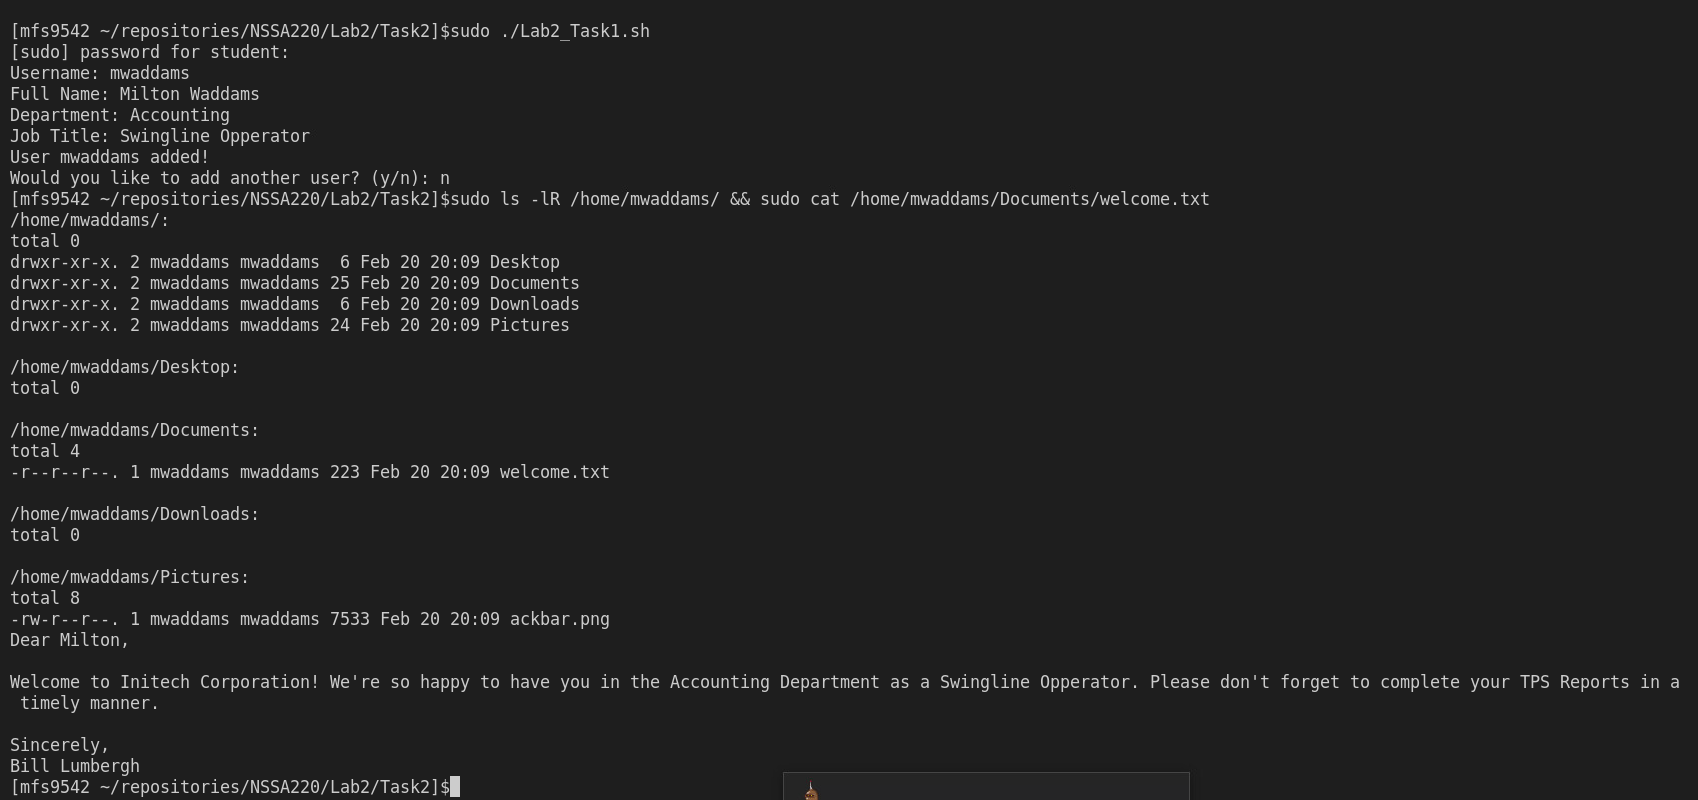 [mfs9542 ~/repositories/NSSA220/Lab2/Task2]$sudo ./Lab2_Task1.sh
[sudo] password for student:
Username: mwaddams
Full Name: Milton Waddams
Department: Accounting
Job Title: Swingline Opperator
User mwaddams added!
Would you like to add another user? (y/n): n
[mfs9542 ~/repositories/NSSA220/Lab2/Task2]$sudo ls -lR /home/mwaddams/ && sudo cat /home/mwaddams/Documents/welcome.txt
/home/mwaddams/:
total 0
drwxr-xr-x. 2 mwaddams mwaddams  6 Feb 20 20:09 Desktop
drwxr-xr-x. 2 mwaddams mwaddams 25 Feb 20 20:09 Documents
drwxr-xr-x. 2 mwaddams mwaddams  6 Feb 20 20:09 Downloads
drwxr-xr-x. 2 mwaddams mwaddams 24 Feb 20 20:09 Pictures

/home/mwaddams/Desktop:
total 0

/home/mwaddams/Documents:
total 4
-r--r--r--. 1 mwaddams mwaddams 223 Feb 20 20:09 welcome.txt

/home/mwaddams/Downloads:
total 0

/home/mwaddams/Pictures:
total 8
-rw-r--r--. 1 mwaddams mwaddams 7533 Feb 20 20:09 ackbar.png
Dear Milton,

Welcome to Initech Corporation! We're so happy to have you in the Accounting Department as a Swingline Opperator. Please don't forget to complete your TPS Reports in a
 timely manner.

Sincerely,
Bill Lumbergh
[mfs9542 ~/repositories/NSSA220/Lab2/Task2]$